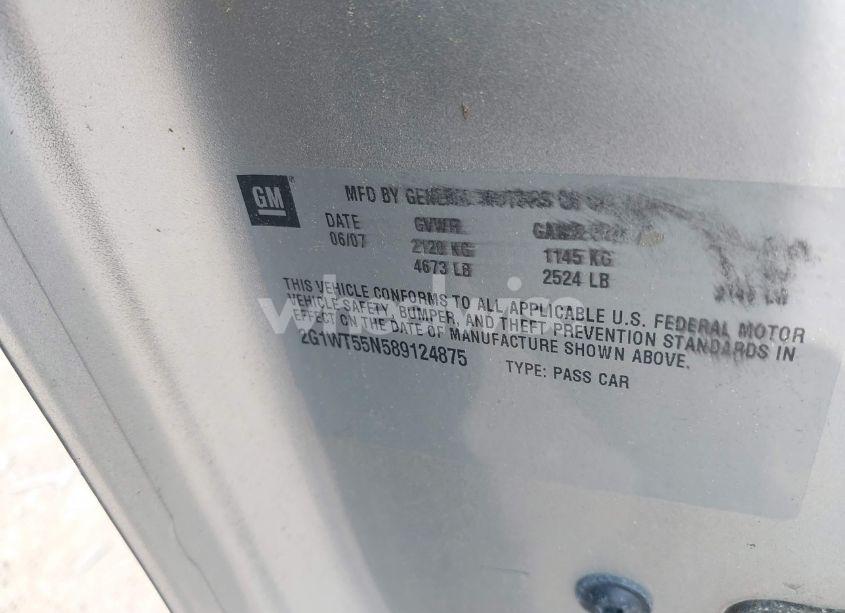 GM
MFD BY GENERAL MOTORS
DATE GVWR
06/07 2120 KG 1145 KG
4673 LB 2524 LB
THIS VEHICLE CONFORMS TO ALL APPLICABLE U.S. FEDERAL MOTOR
VEHICLE SAFETY, BUMPER, AND THEFT PREVENTION STANDARDS IN
EFFECT ON THE DATE OF MANUFACTURE SHOWN ABOVE.
2G1WT55N589124875 TYPE: PASS CAR